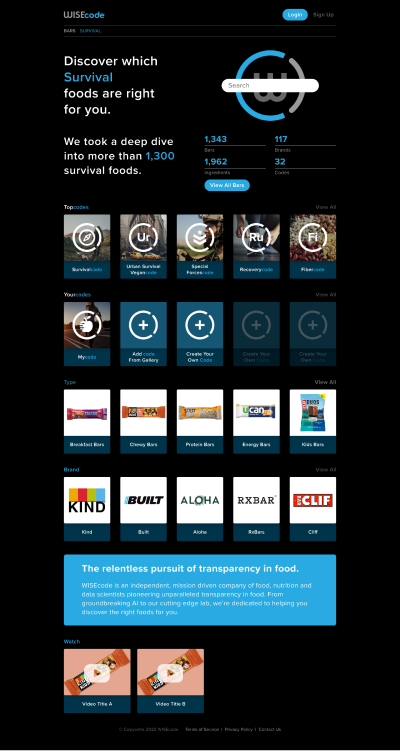 WISEcode
Login
Sign Up
BARS
SURVIVAL
Discover which
Survival
foods are right
for you.
Search
We took a deep dive
into more than 1,300
survival foods.
1,343
Bars
117
Brands
1,962
Ingredients
32
Codes
View All Bars
Topcodes
View All
Ur
Ru
Fi
Survivalcode
Urban Survival
Vegancode
Special
Forcescode
Recoverycode
Fibercode
Yourcodes
View All
Mycode
Add code
From Gallery
Create Your
Own Code
Create Your
Own Code
Create Your
Own Code
Type
View All
ucan
Breakfast Bars
Chewy Bars
Protein Bars
Energy Bars
Kids Bars
Brand
View All
KIND
BUILT
ALOHA
RXBAR
CLIF
Kind
Built
Aloha
RxBars
Cliff
The relentless pursuit of transparency in food.
WISEcode is an independent, mission driven company of food, nutrition and
data scientists pioneering unparalleled transparency in food. From
groundbreaking AI to our cutting edge lab, we're dedicated to helping you
discover the right foods for you.
Watch
Video Title A
Video Title B
WISEcode
Terms of Service | Privacy Policy | Contact Us